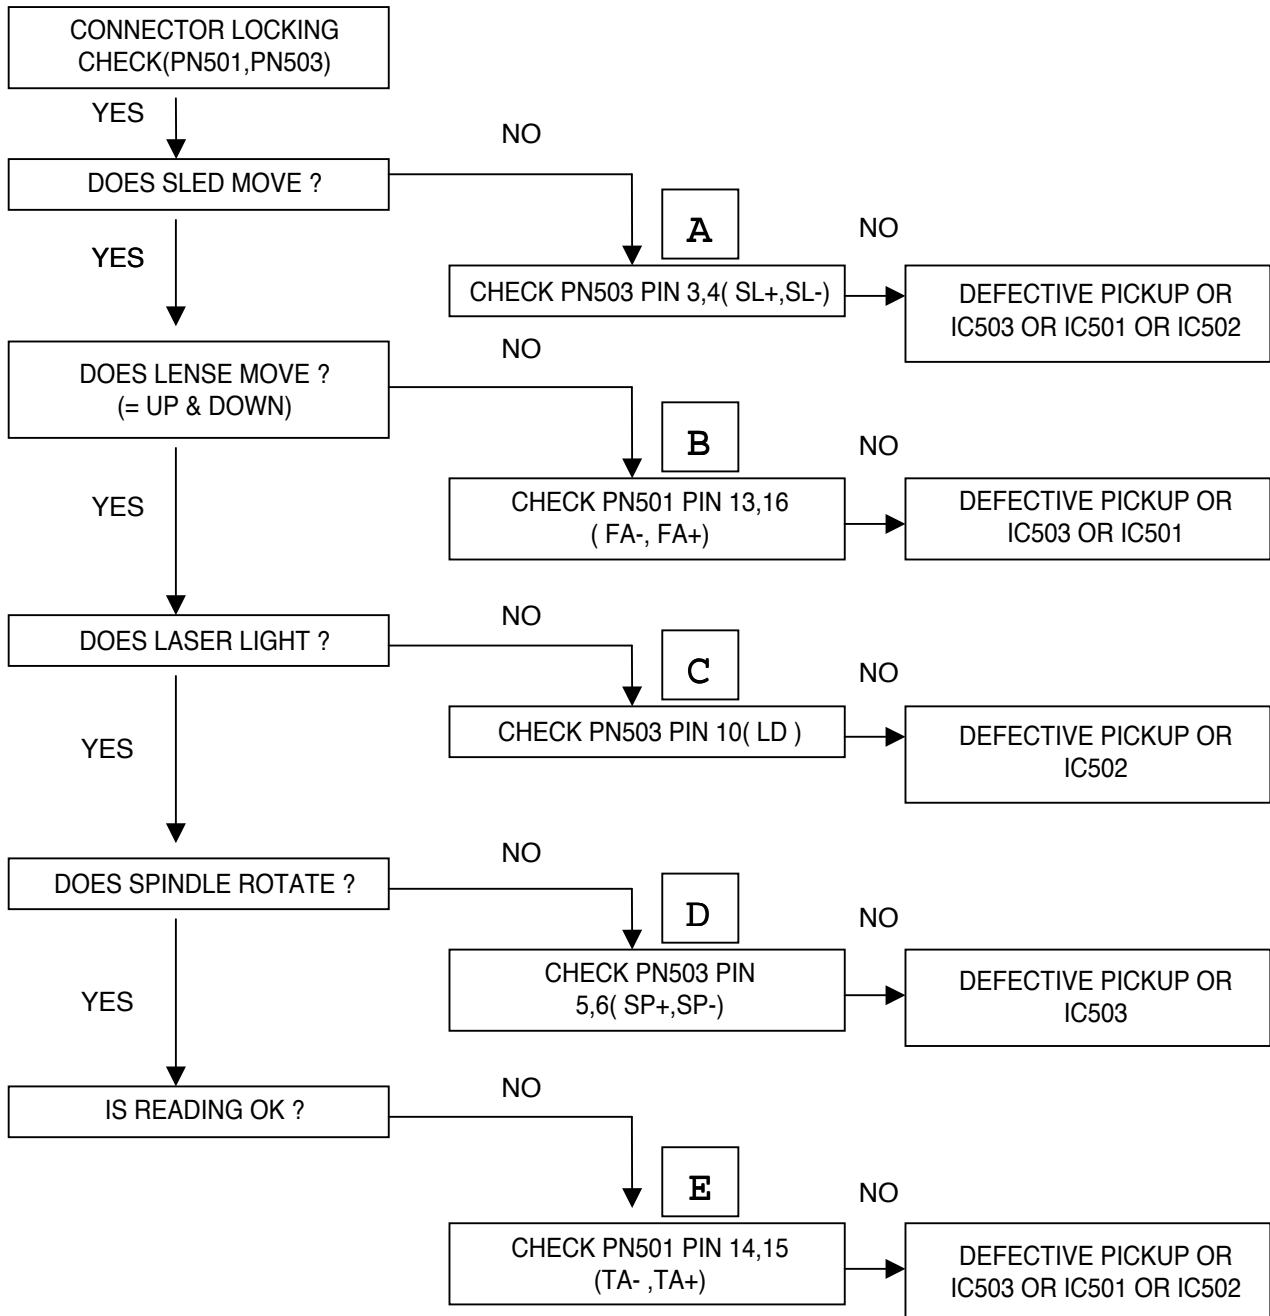 CONNECTOR LOCKING
CHECK(PN501,PN503)
YES
NO
DOES SLED MOVE ?
A
NO
YES
CHECK PN503 PIN 3,4( SL+,SL-)
DEFECTIVE PICKUP OR
IC503 OR IC501 OR IC502
NO
DOES LENSE MOVE ?
(= UP & DOWN)
B
NO
YES
CHECK PN501 PIN 13,16
( FA-, FA+)
DEFECTIVE PICKUP OR
IC503 OR IC501
NO
DOES LASER LIGHT ?
C
NO
YES
CHECK PN503 PIN 10( LD )
DEFECTIVE PICKUP OR
IC502
NO
DOES SPINDLE ROTATE ?
D
NO
YES
CHECK PN503 PIN
5,6( SP+,SP-)
DEFECTIVE PICKUP OR
IC503
NO
IS READING OK ?
E
NO
CHECK PN501 PIN 14,15
(TA- ,TA+)
DEFECTIVE PICKUP OR
IC503 OR IC501 OR IC502